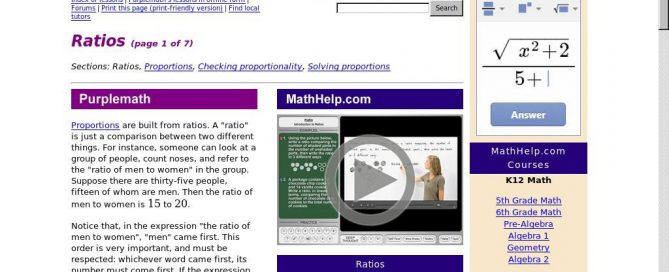 Index of lessons | Purplemath's lessons in offline form |
Forums | Print this page (print-friendly version) | Find local
tutors
Search
Ratios (page 1 of 7)
Sections: Ratios, Proportions, Checking proportionality, Solving proportions
Purplemath
Proportions are built from ratios. A "ratio"
is just a comparison between two different
things. For instance, someone can look at a
group of people, count noses, and refer to
the "ratio of men to women" in the group.
Suppose there are thirty-five people,
fifteen of whom are men. Then the ratio of
men to women is 15 to 20.
Notice that, in the expression "the ratio of
men to women", "men" came first. This
order is very important, and must be
respected: whichever word came first, its
number must come first. If the expression
MathHelp.com
Ratio
EXAMPLES
PRACTICE
Ratios
√ x²+2
5+
Answer
MathHelp.com
Courses
K12 Math
5th Grade Math
6th Grade Math
Pre-Algebra
Algebra 1
Geometry
Algebra 2